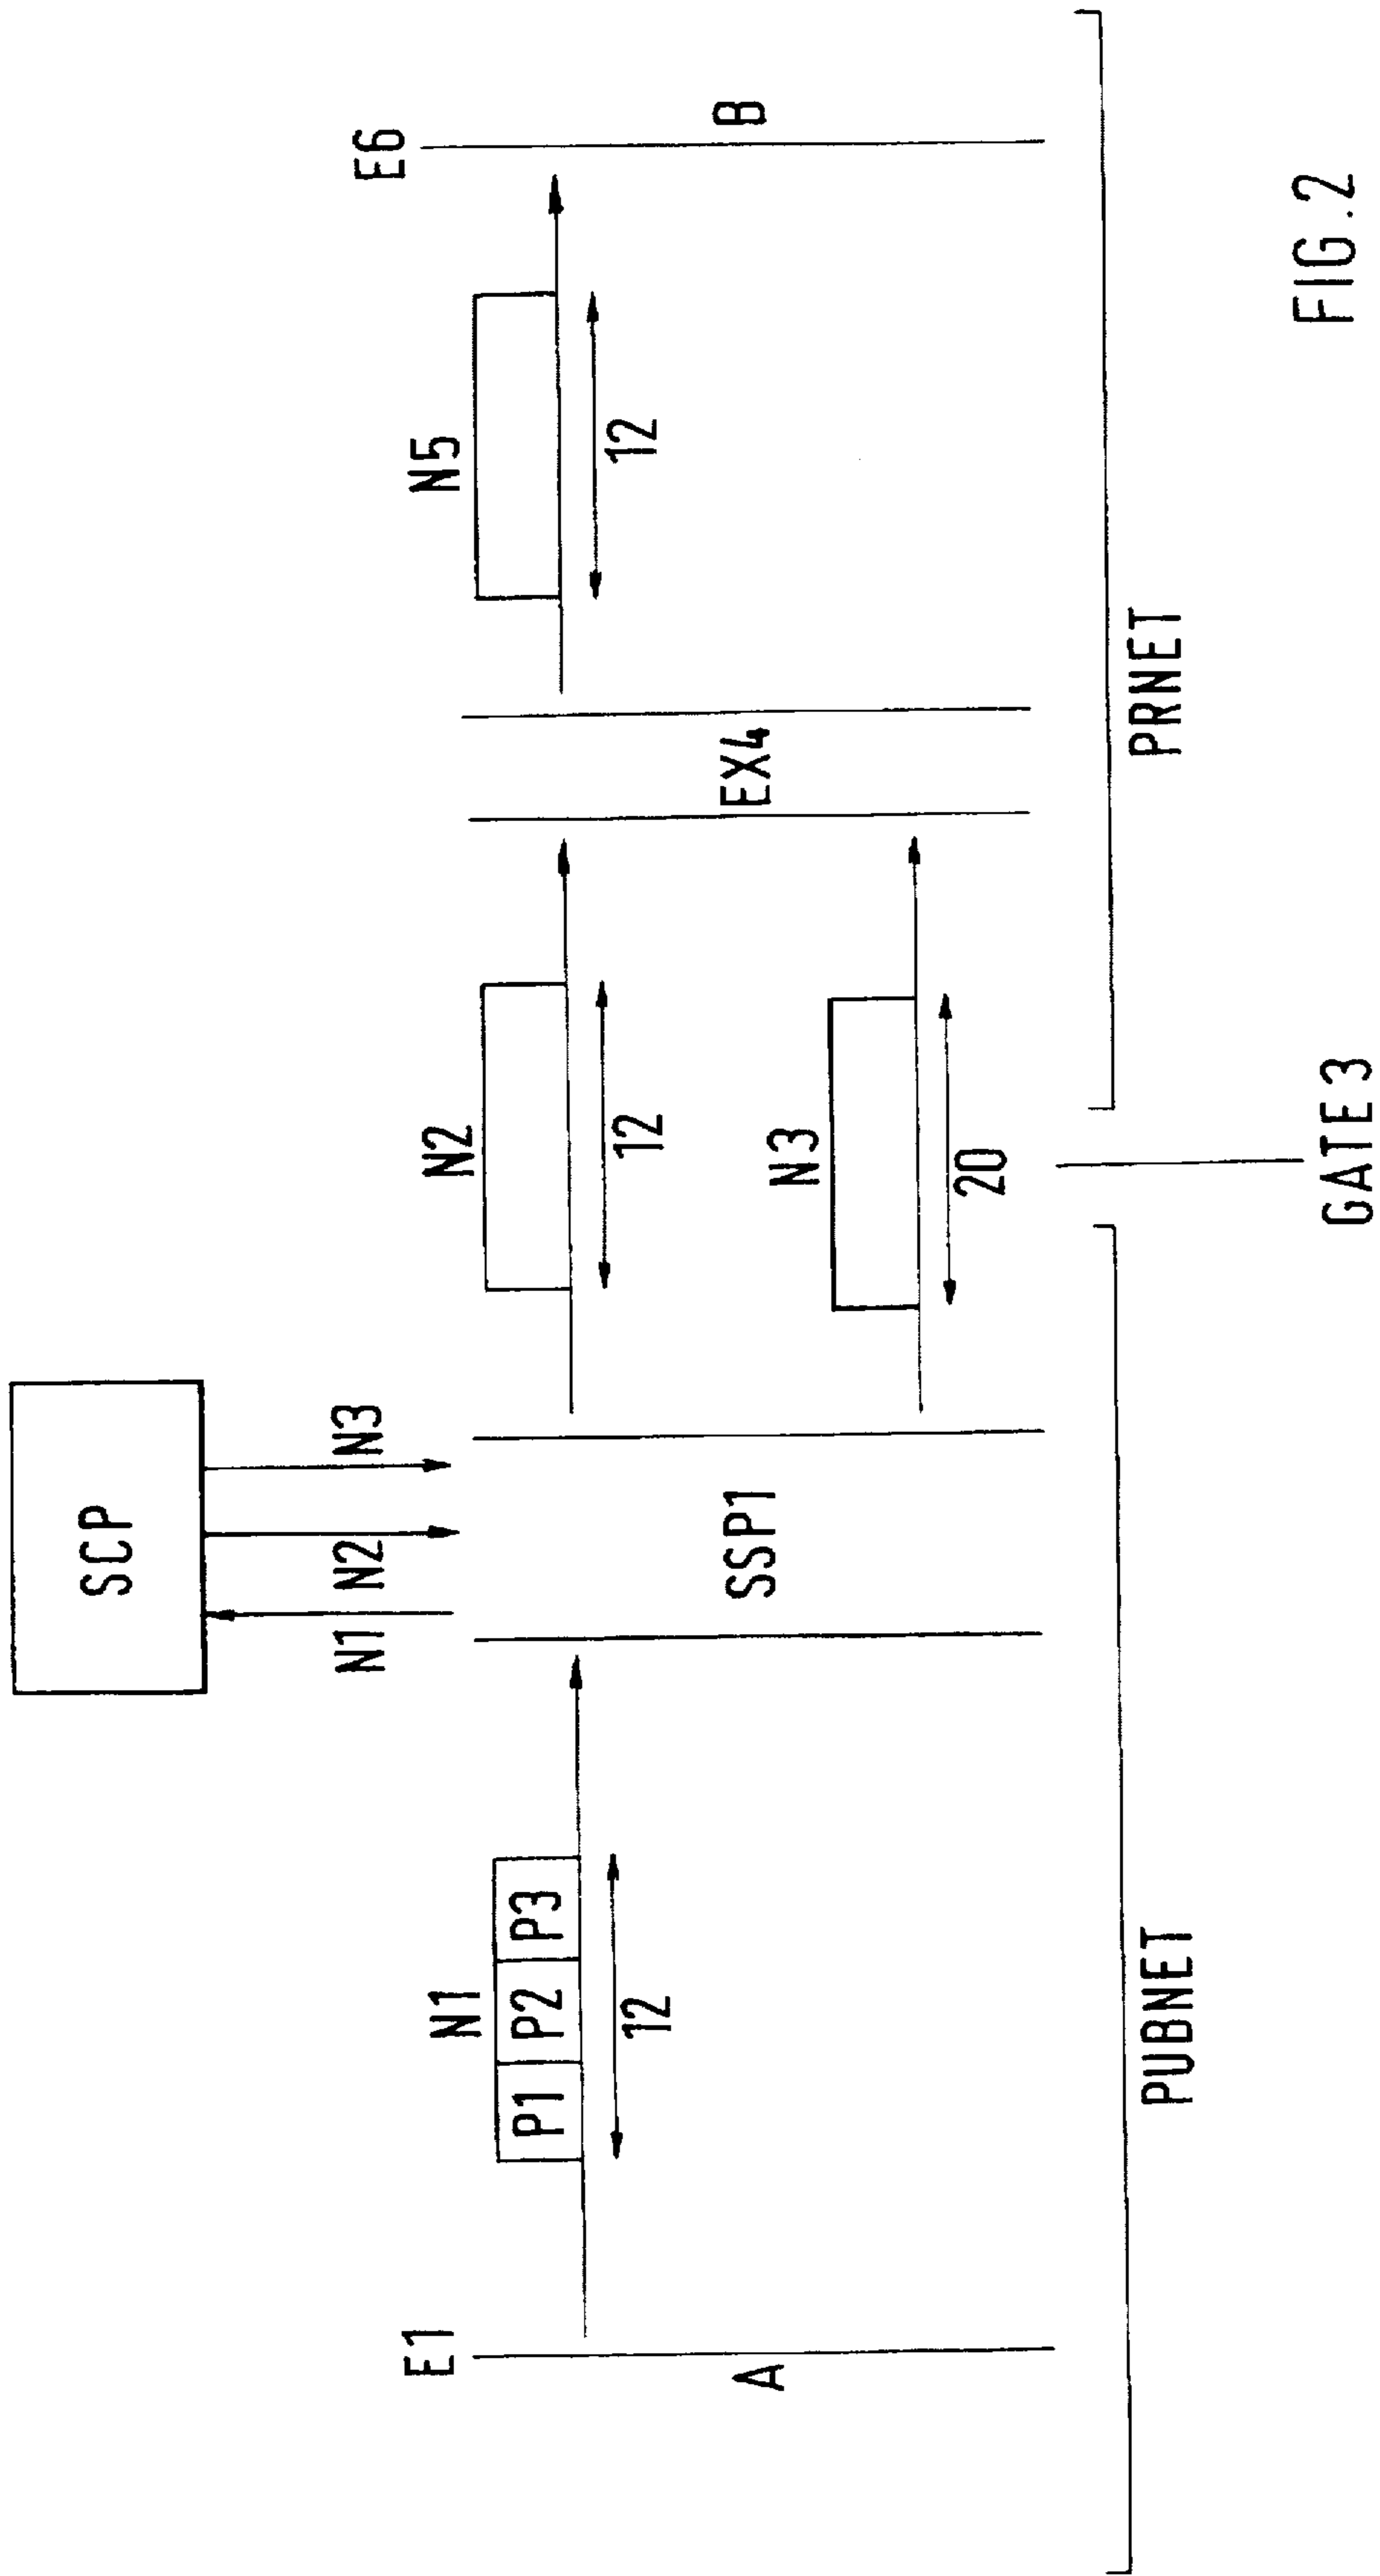 SCP
N1
N2
N3
E1
N1
P1 P2 P3
12
N2
12
N5
12
E6
A
SSP1
N3
20
EX4
B
PUBNET
PRNET
GATE 3
FIG.2